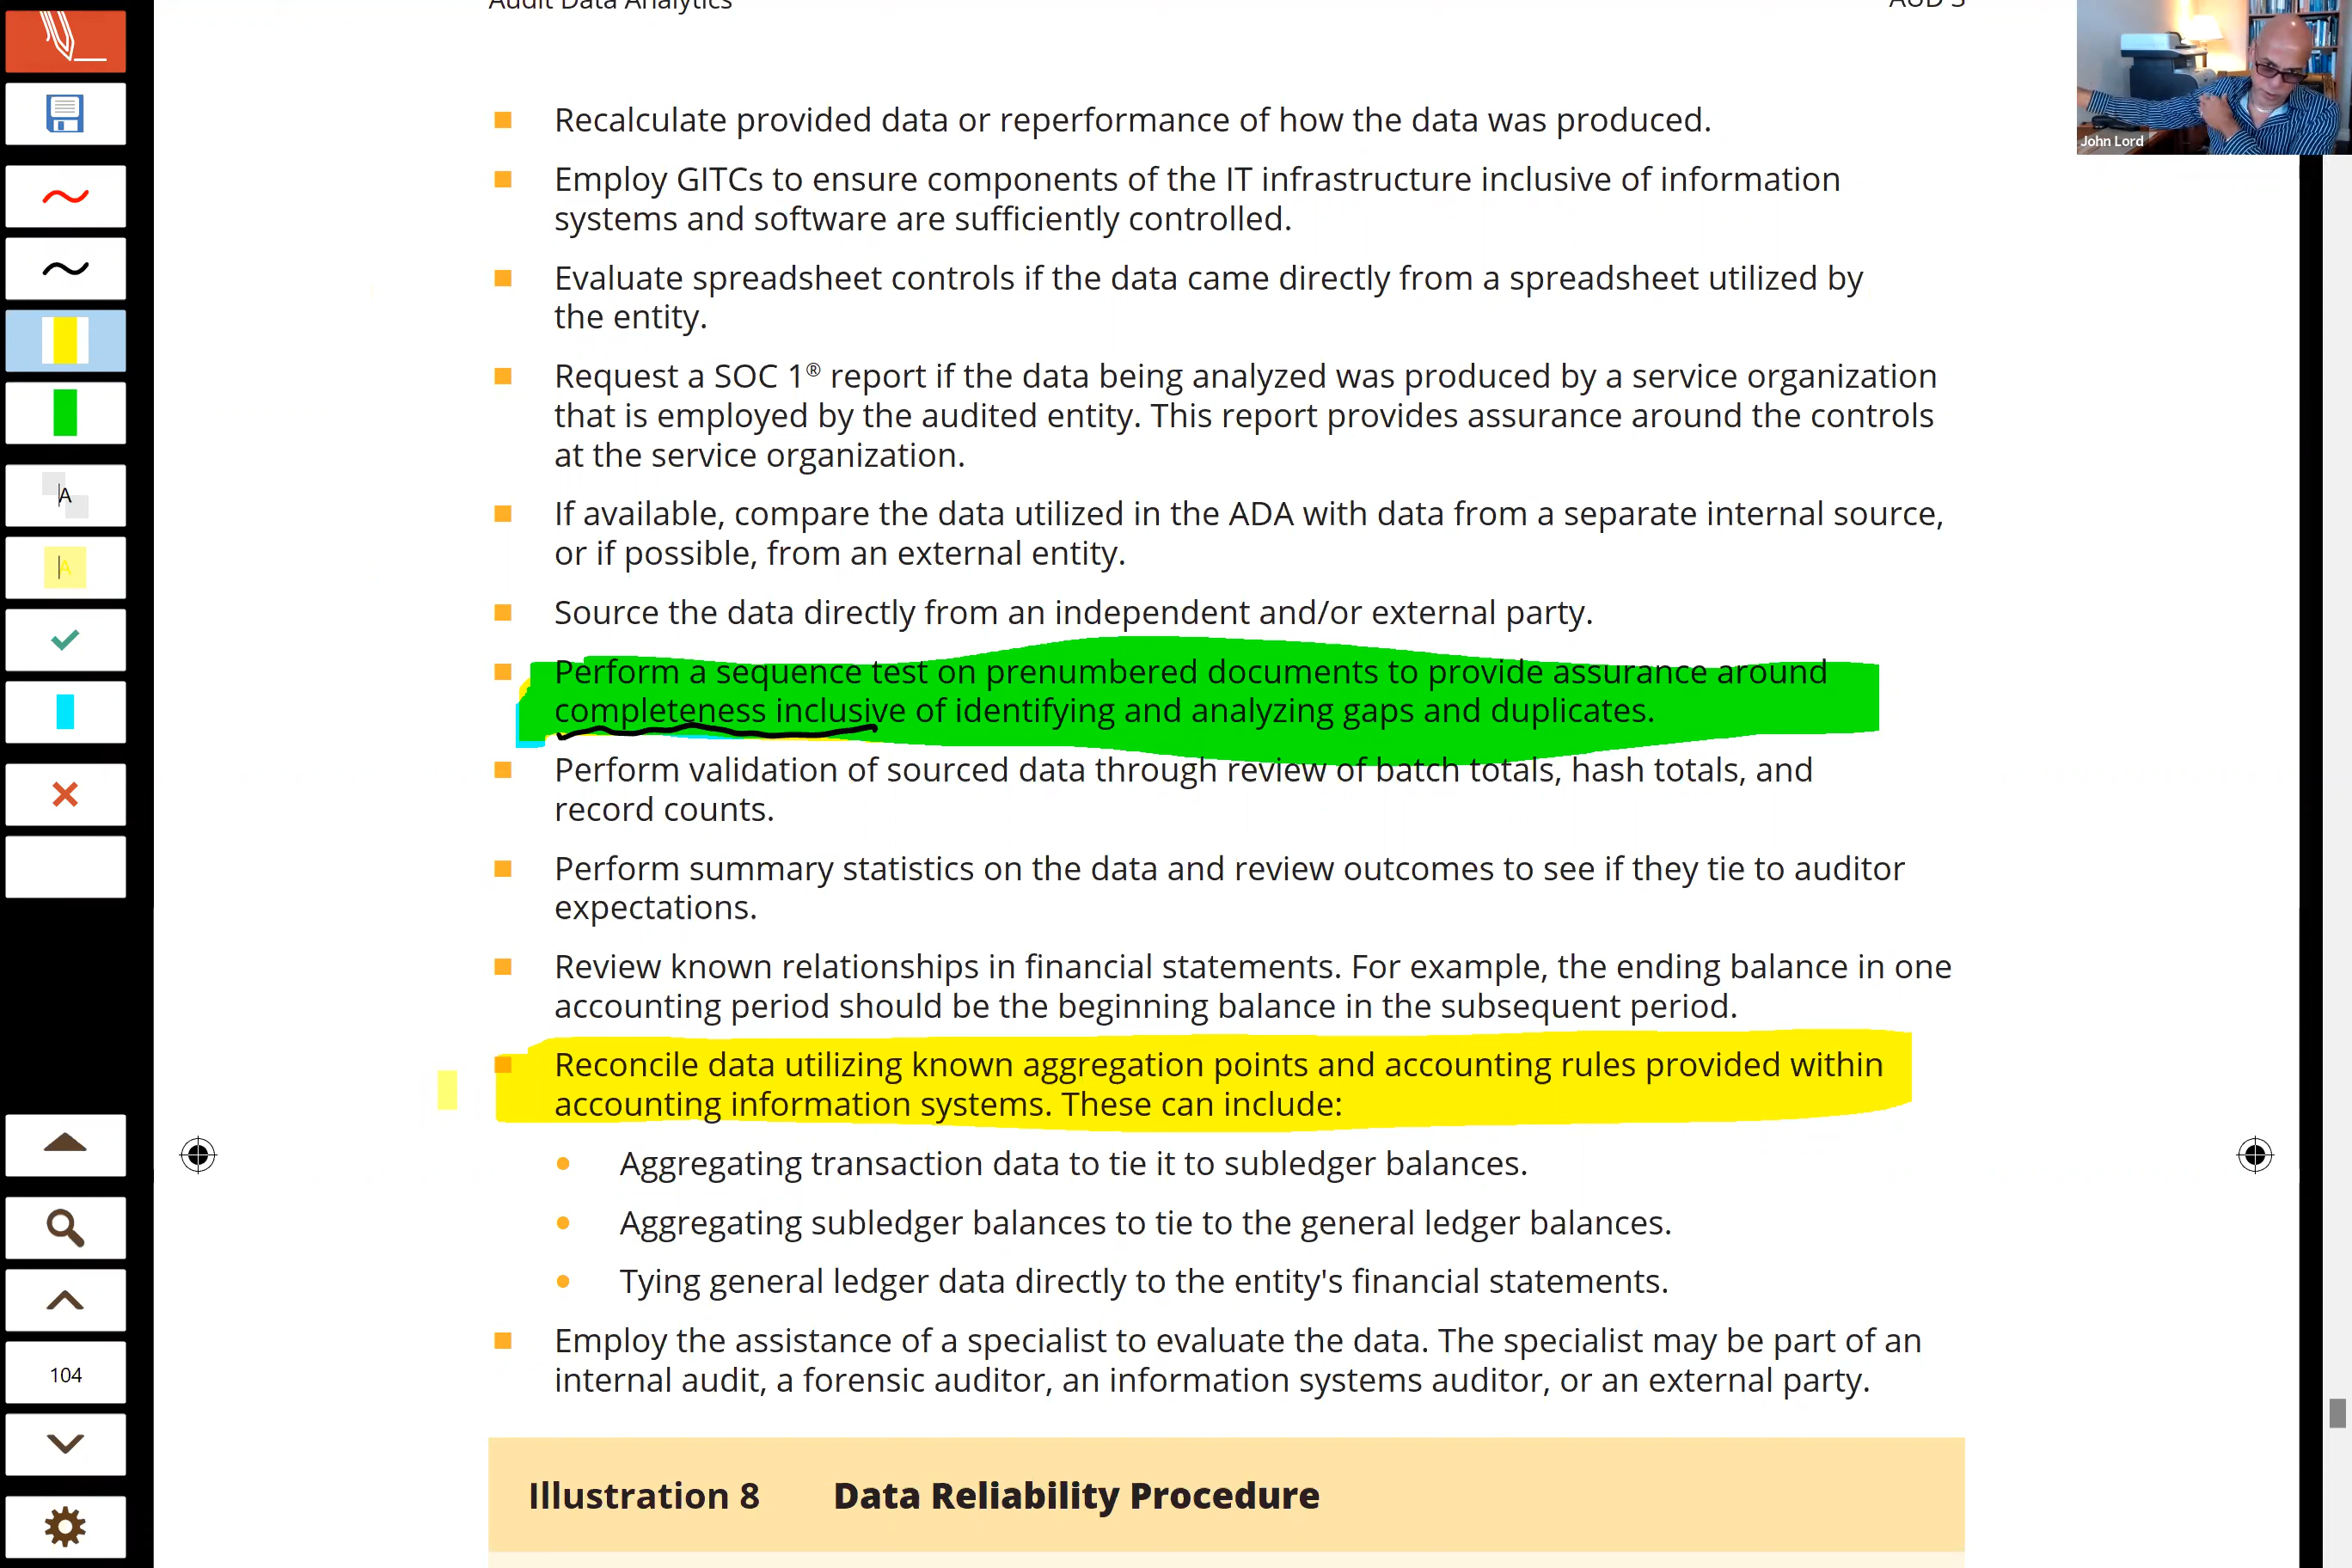 Audit Data Analytics
AUD 3
John Lord
Recalculate provided data or reperformance of how the data was produced.
Employ GITCs to ensure components of the IT infrastructure inclusive of information
systems and software are sufficiently controlled.
Evaluate spreadsheet controls if the data came directly from a spreadsheet utilized by
the entity.
Request a SOC 1® report if the data being analyzed was produced by a service organization
that is employed by the audited entity. This report provides assurance around the controls
at the service organization.
If available, compare the data utilized in the ADA with data from a separate internal source,
or if possible, from an external entity.
Source the data directly from an independent and/or external party.
Perform a sequence test on prenumbered documents to provide assurance around
completeness inclusive of identifying and analyzing gaps and duplicates.
Perform validation of sourced data through review of batch totals, hash totals, and
record counts.
Perform summary statistics on the data and review outcomes to see if they tie to auditor
expectations.
Review known relationships in financial statements. For example, the ending balance in one
accounting period should be the beginning balance in the subsequent period.
Reconcile data utilizing known aggregation points and accounting rules provided within
accounting information systems. These can include:
Aggregating transaction data to tie it to subledger balances.
Aggregating subledger balances to tie to the general ledger balances.
Tying general ledger data directly to the entity's financial statements.
Employ the assistance of a specialist to evaluate the data. The specialist may be part of an
internal audit, a forensic auditor, an information systems auditor, or an external party.
Illustration 8 Data Reliability Procedure
A
A
104